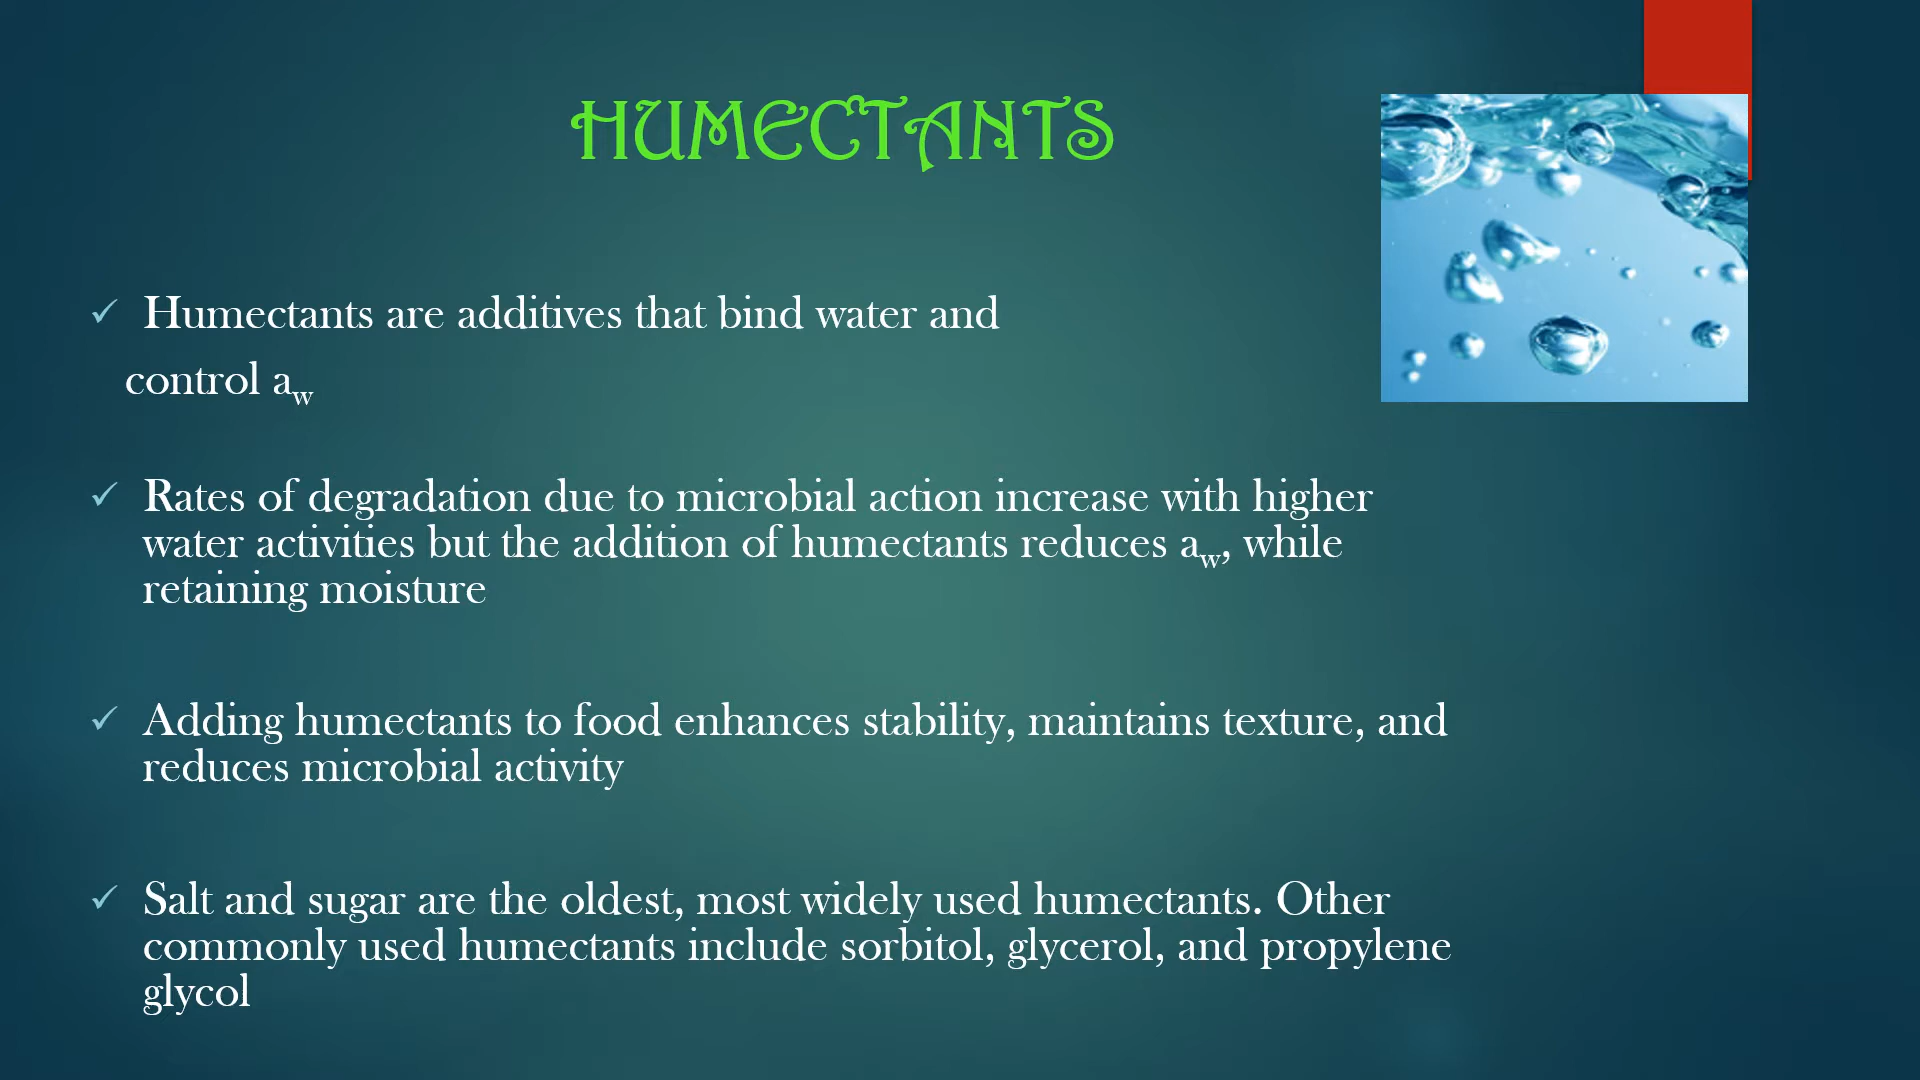 HUMECTANTS
✓ Humectants are additives that bind water and
control a_w
✓ Rates of degradation due to microbial action increase with higher
water activities but the addition of humectants reduces a_w, while
retaining moisture
✓ Adding humectants to food enhances stability, maintains texture, and
reduces microbial activity
✓ Salt and sugar are the oldest, most widely used humectants. Other
commonly used humectants include sorbitol, glycerol, and propylene
glycol